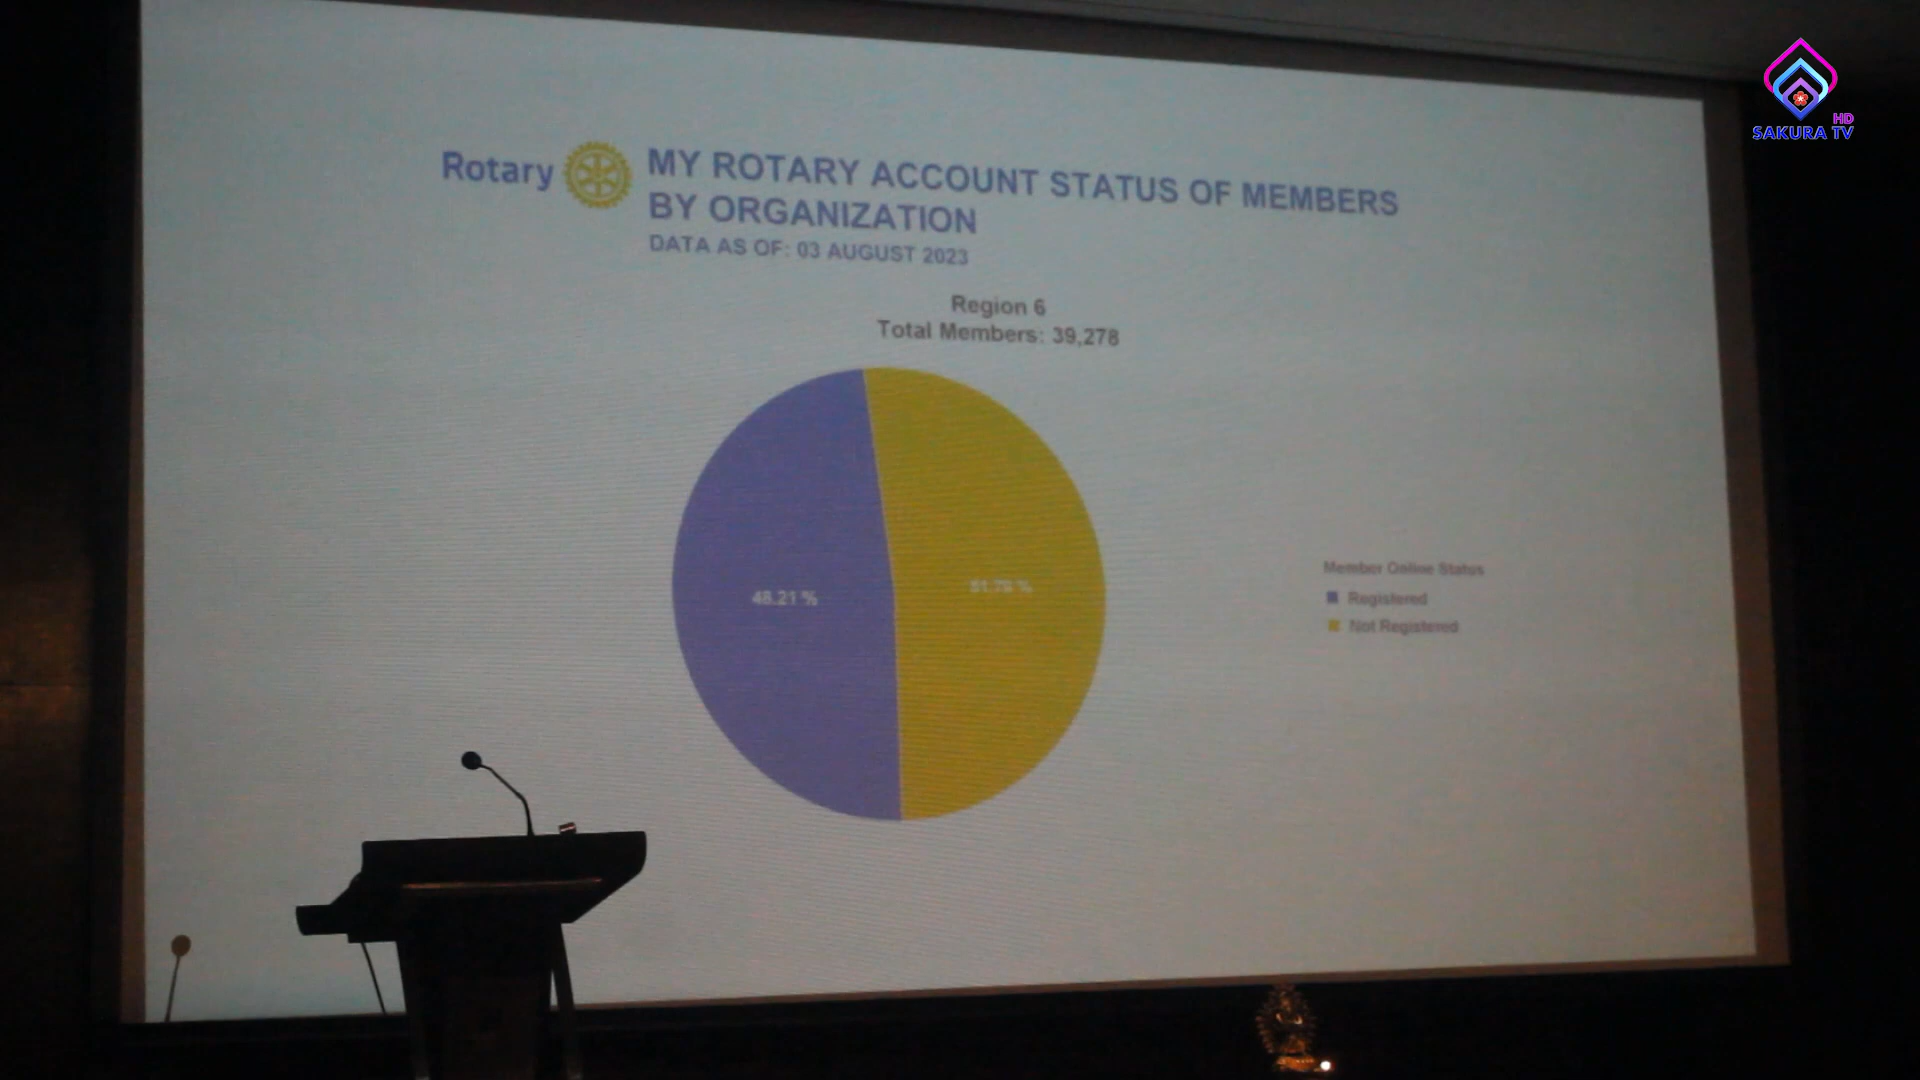 HD
SAKURA TV
Rotary
MY ROTARY ACCOUNT STATUS OF MEMBERS
BY ORGANIZATION
DATA AS OF: 03 AUGUST 2023
Region 6
Total Members: 39,278
48.21 %
51.79 %
Member Online Status
Registered
Not Registered